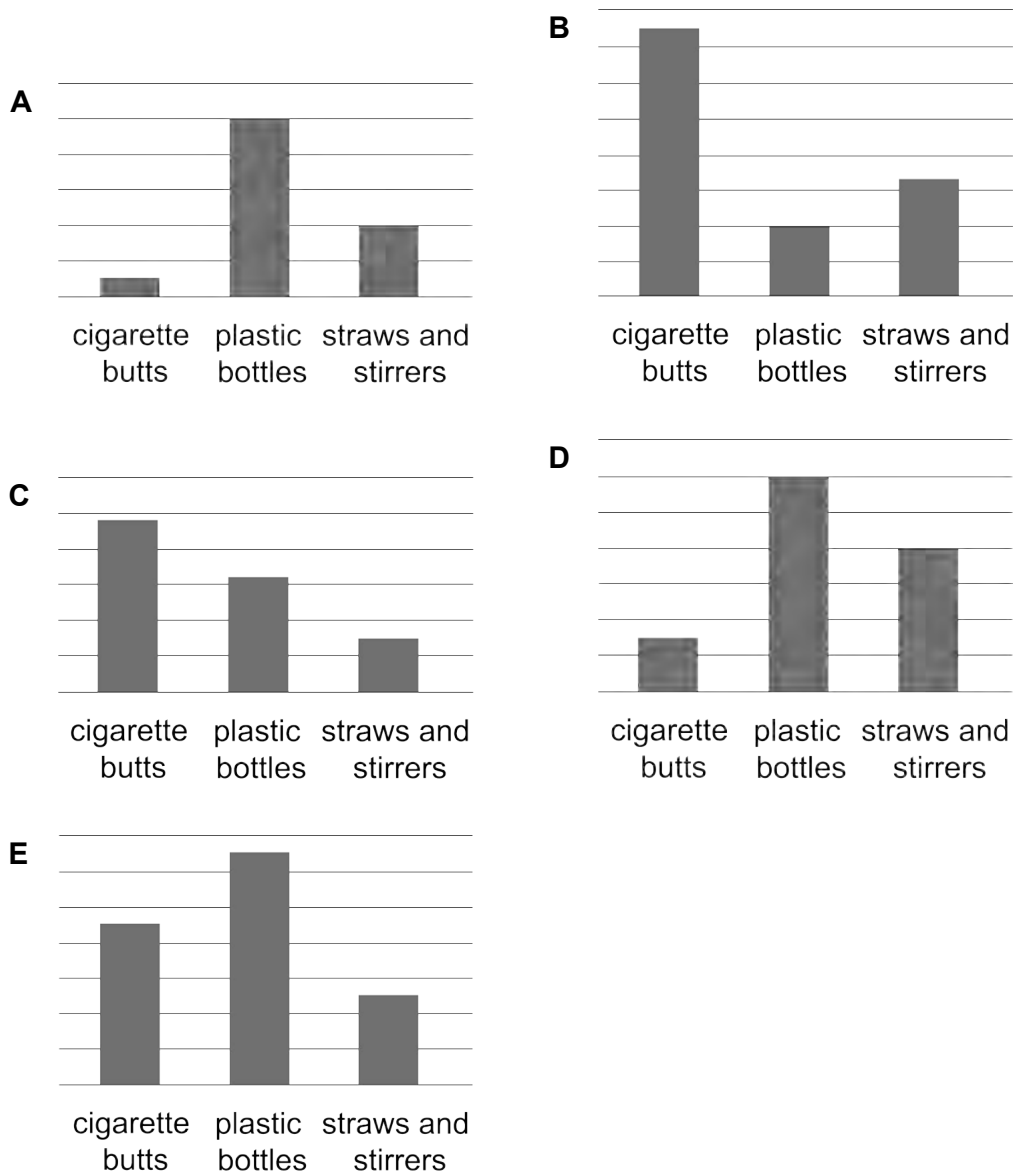 A
cigarette plastic straws and
butts bottles stirrers
B
cigarette plastic straws and
butts bottles stirrers
C
cigarette plastic straws and
butts bottles stirrers
D
cigarette plastic straws and
butts bottles stirrers
E
cigarette plastic straws and
butts bottles stirrers